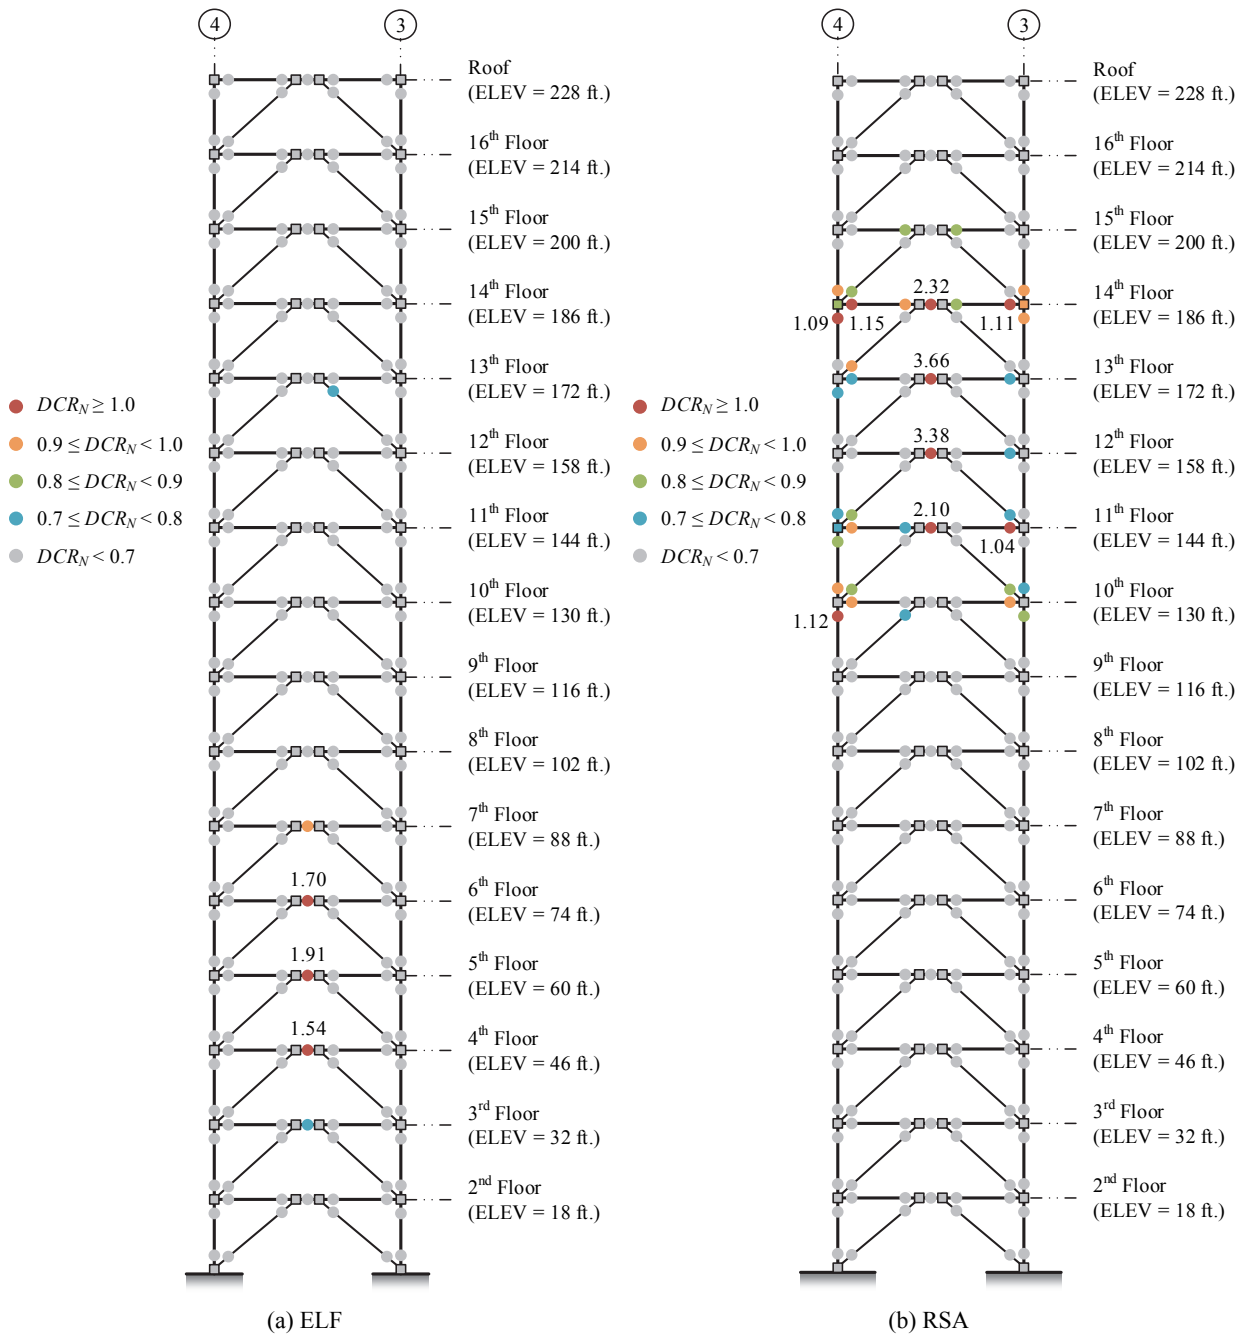 4
3
Roof
(ELEV = 228 ft.)
16th Floor
(ELEV = 214 ft.)
15th Floor
(ELEV = 200 ft.)
14th Floor
(ELEV = 186 ft.)
13th Floor
(ELEV = 172 ft.)
12th Floor
(ELEV = 158 ft.)
11th Floor
(ELEV = 144 ft.)
10th Floor
(ELEV = 130 ft.)
9th Floor
(ELEV = 116 ft.)
8th Floor
(ELEV = 102 ft.)
7th Floor
(ELEV = 88 ft.)
1.70
6th Floor
(ELEV = 74 ft.)
1.91
5th Floor
(ELEV = 60 ft.)
1.54
4th Floor
(ELEV = 46 ft.)
3rd Floor
(ELEV = 32 ft.)
2nd Floor
(ELEV = 18 ft.)
DCR_N ≥ 1.0
0.9 ≤ DCR_N < 1.0
0.8 ≤ DCR_N < 0.9
0.7 ≤ DCR_N < 0.8
DCR_N < 0.7
(a) ELF
4
3
Roof
(ELEV = 228 ft.)
16th Floor
(ELEV = 214 ft.)
15th Floor
(ELEV = 200 ft.)
2.32
14th Floor
(ELEV = 186 ft.)
1.09 1.15 1.11
3.66
13th Floor
(ELEV = 172 ft.)
3.38
12th Floor
(ELEV = 158 ft.)
2.10
11th Floor
(ELEV = 144 ft.)
1.04
10th Floor
(ELEV = 130 ft.)
1.12
9th Floor
(ELEV = 116 ft.)
8th Floor
(ELEV = 102 ft.)
7th Floor
(ELEV = 88 ft.)
6th Floor
(ELEV = 74 ft.)
5th Floor
(ELEV = 60 ft.)
4th Floor
(ELEV = 46 ft.)
3rd Floor
(ELEV = 32 ft.)
2nd Floor
(ELEV = 18 ft.)
DCR_N ≥ 1.0
0.9 ≤ DCR_N < 1.0
0.8 ≤ DCR_N < 0.9
0.7 ≤ DCR_N < 0.8
DCR_N < 0.7
(b) RSA